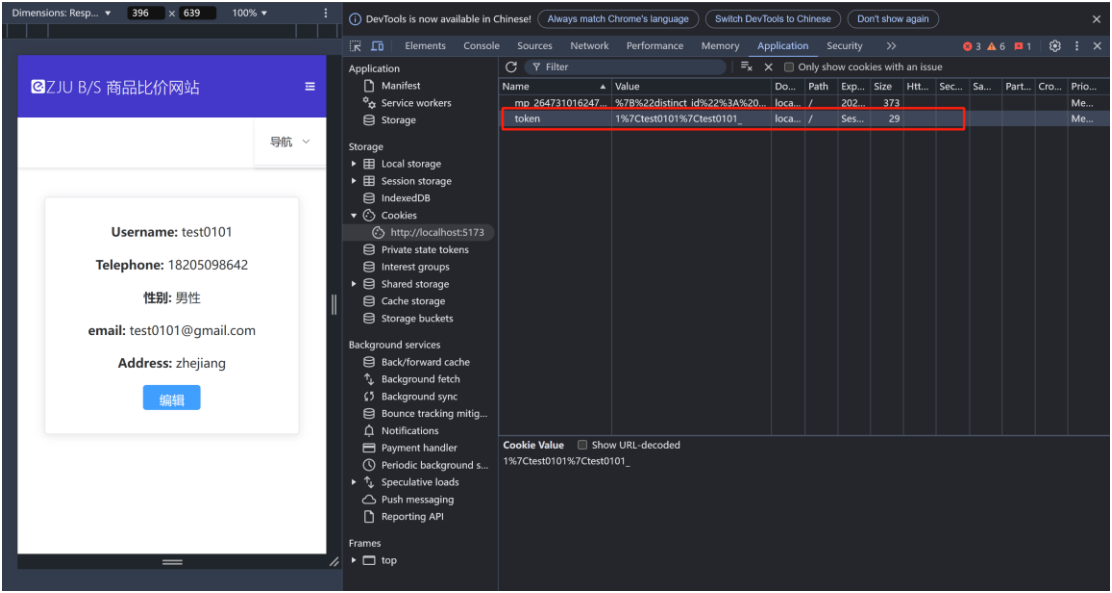 Dimensions: Resp... ▼ 396 × 639 100% ▼
DevTools is now available in Chinese! Always match Chrome's language Switch DevTools to Chinese Don't show again
Elements Console Sources Network Performance Memory Application Security >> 3 6 1
ZJU B/S 商品比价网站
导航
Username: test0101
Telephone: 18205098642
性别: 男性
email: test0101@gmail.com
Address: zhejiang
编辑
Application
Manifest
Service workers
Storage
Storage
Local storage
Session storage
IndexedDB
Cookies
http://localhost:5173
Private state tokens
Interest groups
Shared storage
Cache storage
Storage buckets
Background services
Back/forward cache
Background fetch
Background sync
Bounce tracking mitig...
Notifications
Payment handler
Periodic background s...
Speculative loads
Push messaging
Reporting API
Frames
top
Filter Only show cookies with an issue
Name Value Do... Path Exp... Size Htt... Sec... Sa... Part... Cro... Prio...
mp_264731016247... %7B%22distinct_id%22%3A%20... loca... / 202... 373 Me...
token 1%7Ctest0101%7Ctest0101_ loca... / Ses... 29 Me...
Cookie Value Show URL-decoded
1%7Ctest0101%7Ctest0101_